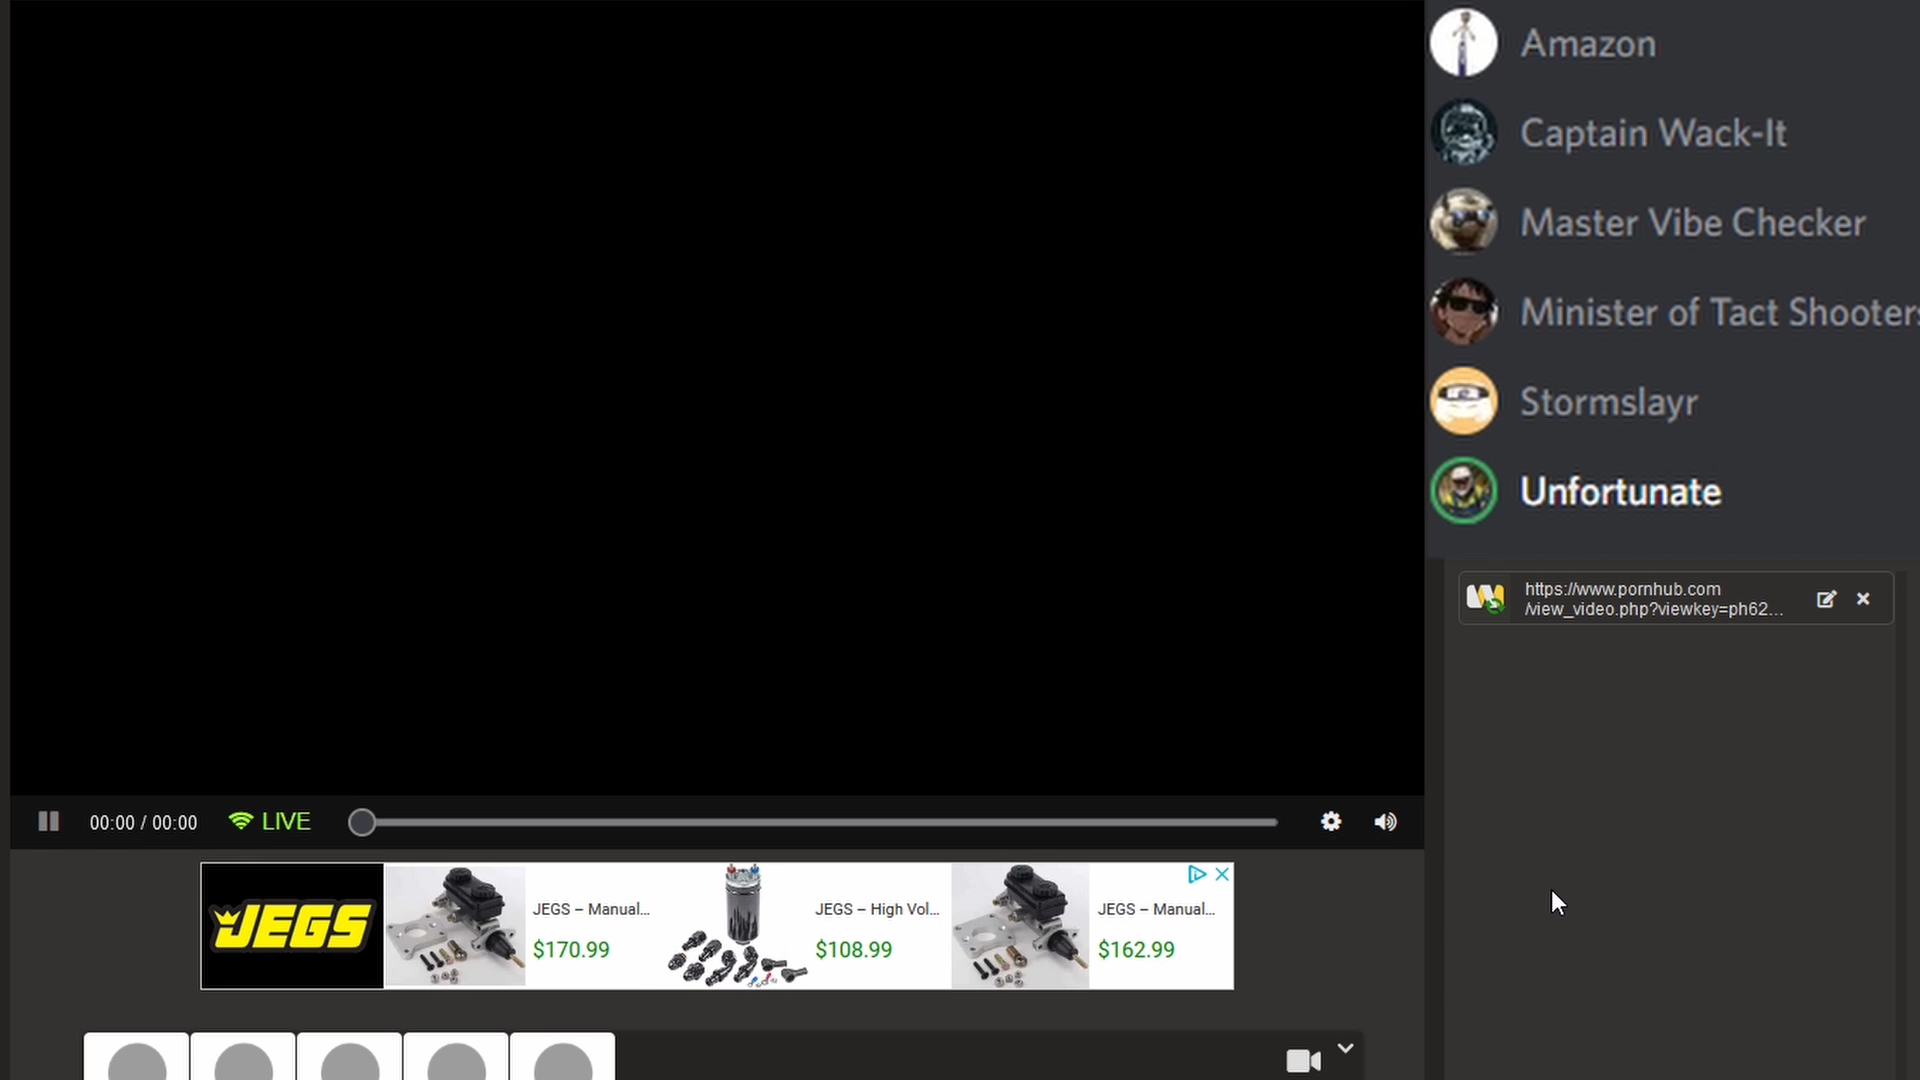 Amazon
Captain Wack-It
Master Vibe Checker
Minister of Tact Shooters
Stormslayr
Unfortunate
https://www.pornhub.com
/view_video.php?viewkey=ph62...
00:00 / 00:00
LIVE
JEGS
JEGS – Manual...
$170.99
JEGS – High Vol...
$108.99
JEGS – Manual...
$162.99